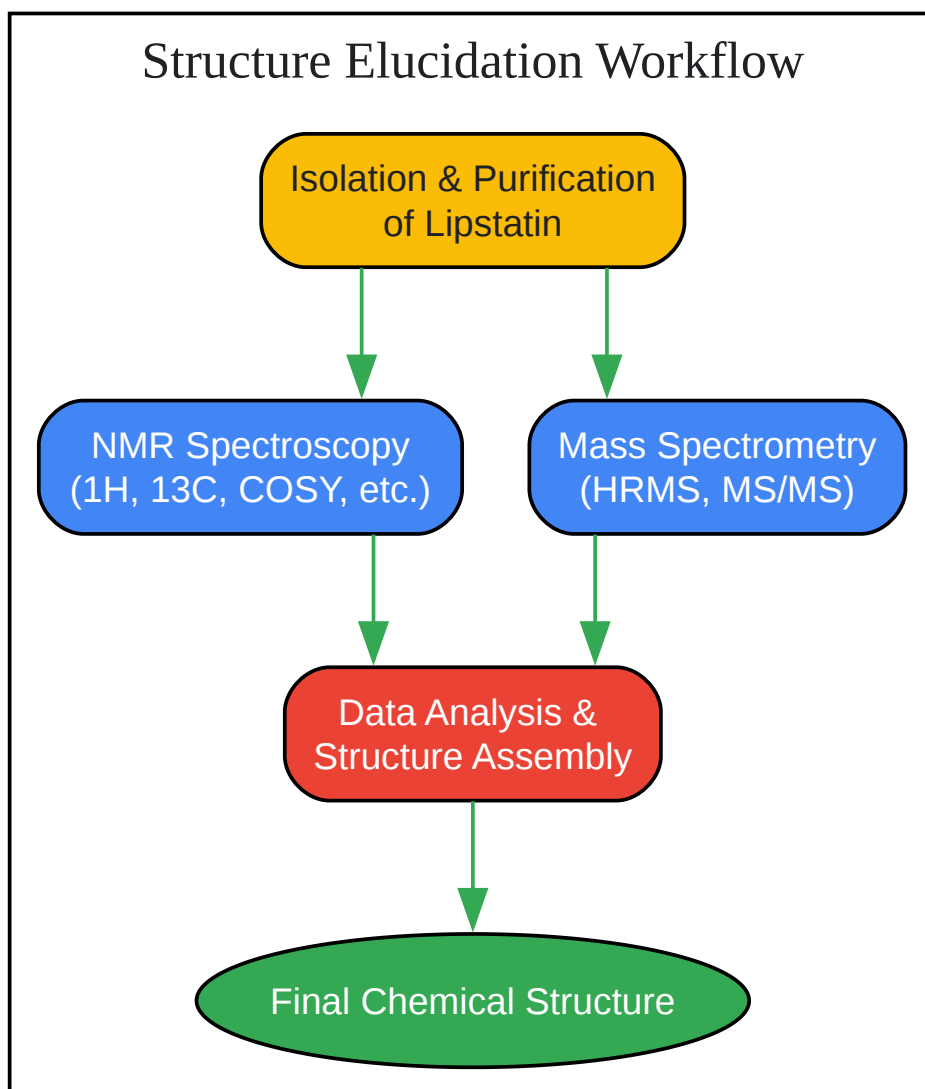 Structure Elucidation Workflow
Isolation & Purification
of Lipstatin
NMR Spectroscopy
(1H, 13C, COSY, etc.)
Mass Spectrometry
(HRMS, MS/MS)
Data Analysis &
Structure Assembly
Final Chemical Structure